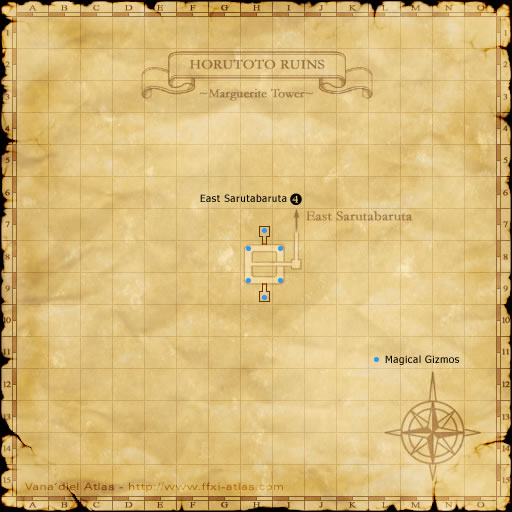 A B C D E F G H I J K L M N O
HORUTOTO RUINS
~Marguerite Tower~
East Sarutabaruta 4
East Sarutabaruta
Magical Gizmos
1
2
3
4
5
6
7
8
9
10
11
12
13
14
15
Vana'diel Atlas - http://www.ffxi-atlas.com
A B C D E F G H I J K L M N O